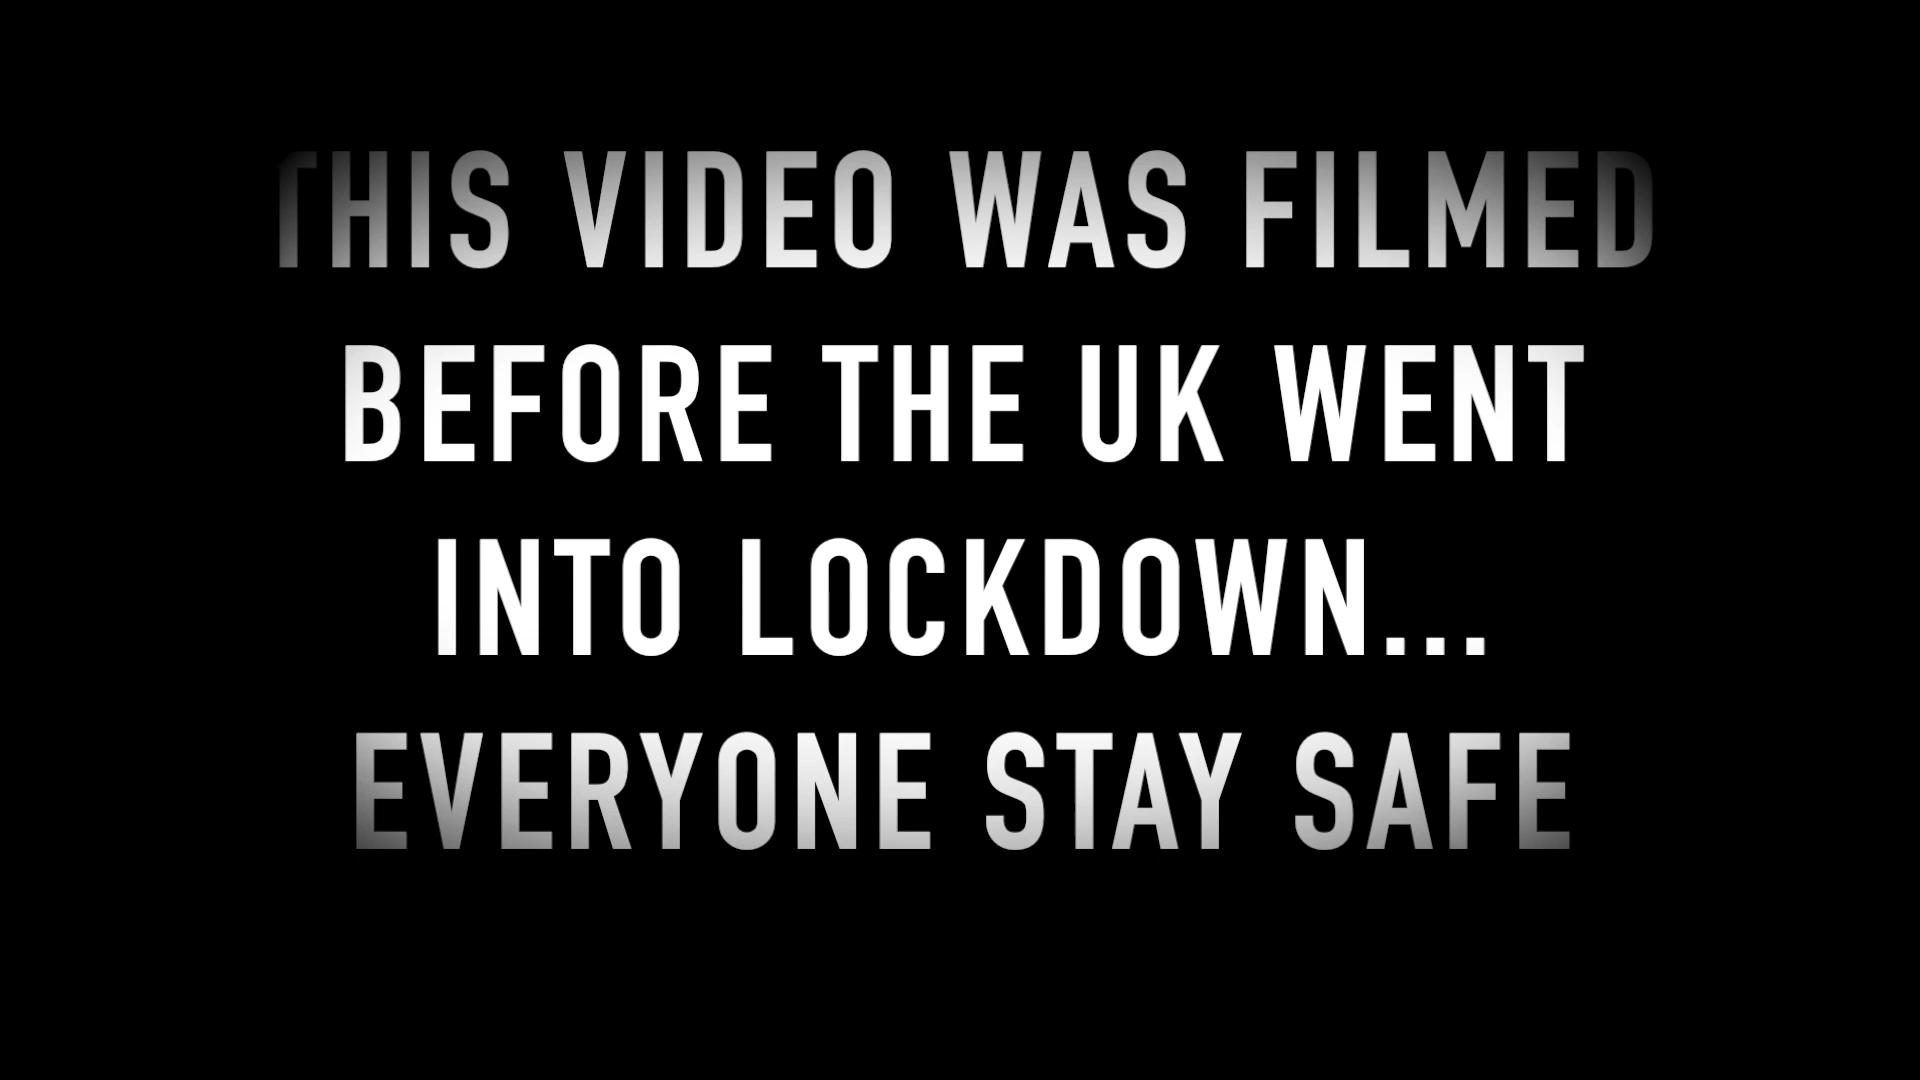 THIS VIDEO WAS FILMED
BEFORE THE UK WENT
INTO LOCKDOWN...
EVERYONE STAY SAFE